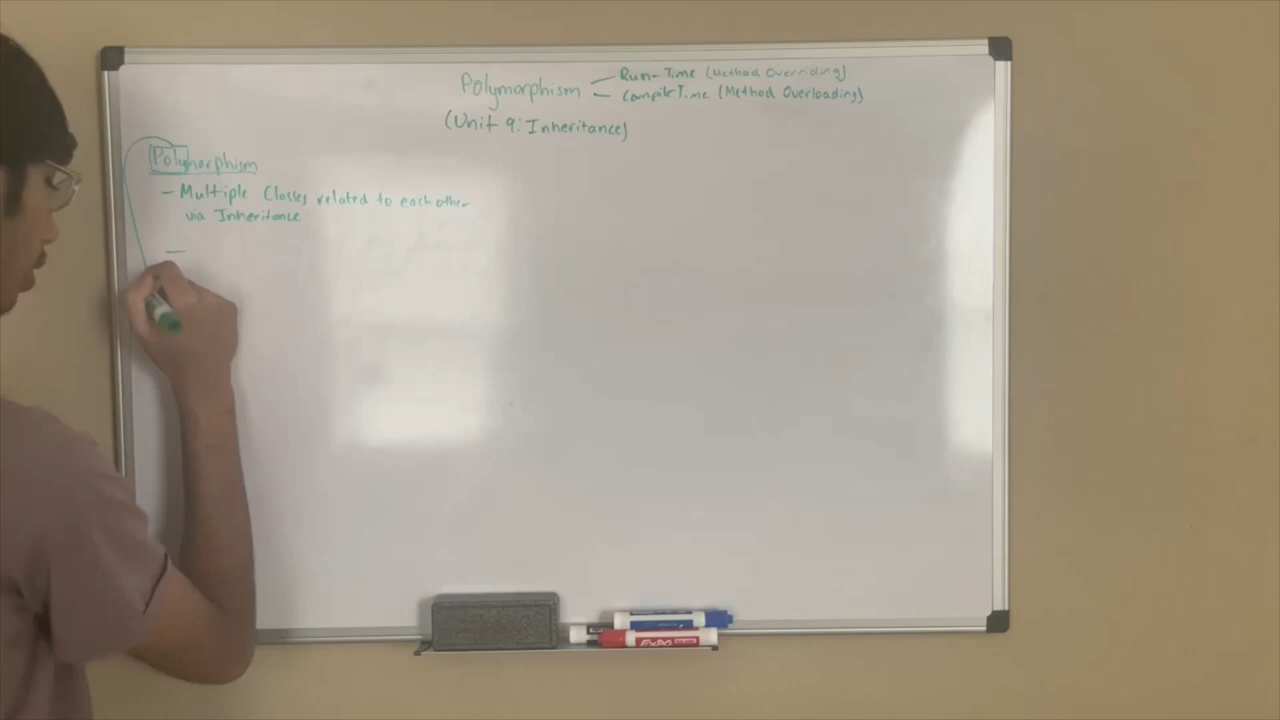 Polymorphism
Run-Time (Method Overriding)
Compile Time (Method Overloading)
(Unit 9: Inheritance)
Polymorphism
- Multiple Classes related to each other
via Inheritance
-
EXPO